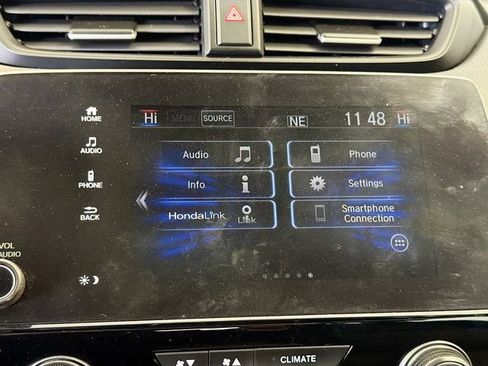 HOME
AUDIO
PHONE
BACK
VOL
AUDIO
Hi MENU SOURCE NE 11 48 Hi
Audio Phone
Info Settings
HondaLink Link Smartphone
Connection
CLIMATE